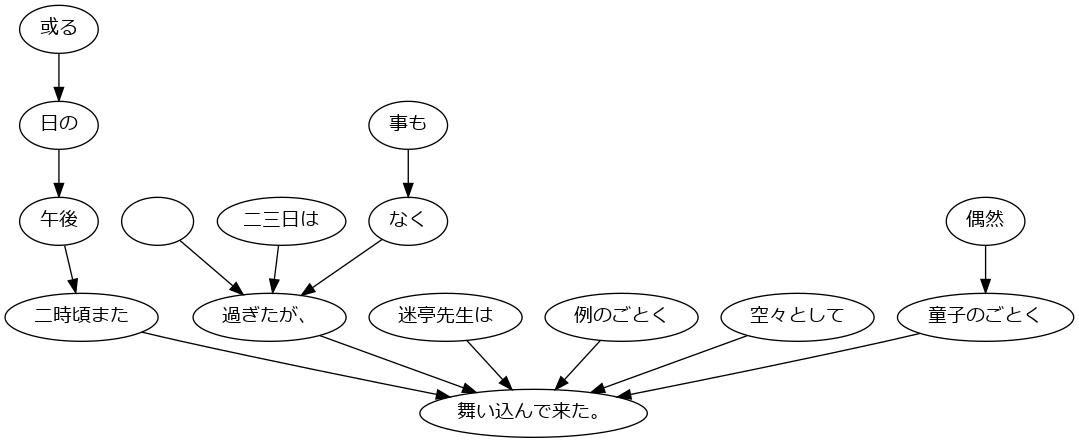 或る
日の
事も
午後
二三日は
なく
偶然
二時頃また
過ぎたが、
迷亭先生は
例のごとく
空々として
童子のごとく
舞い込んで来た。